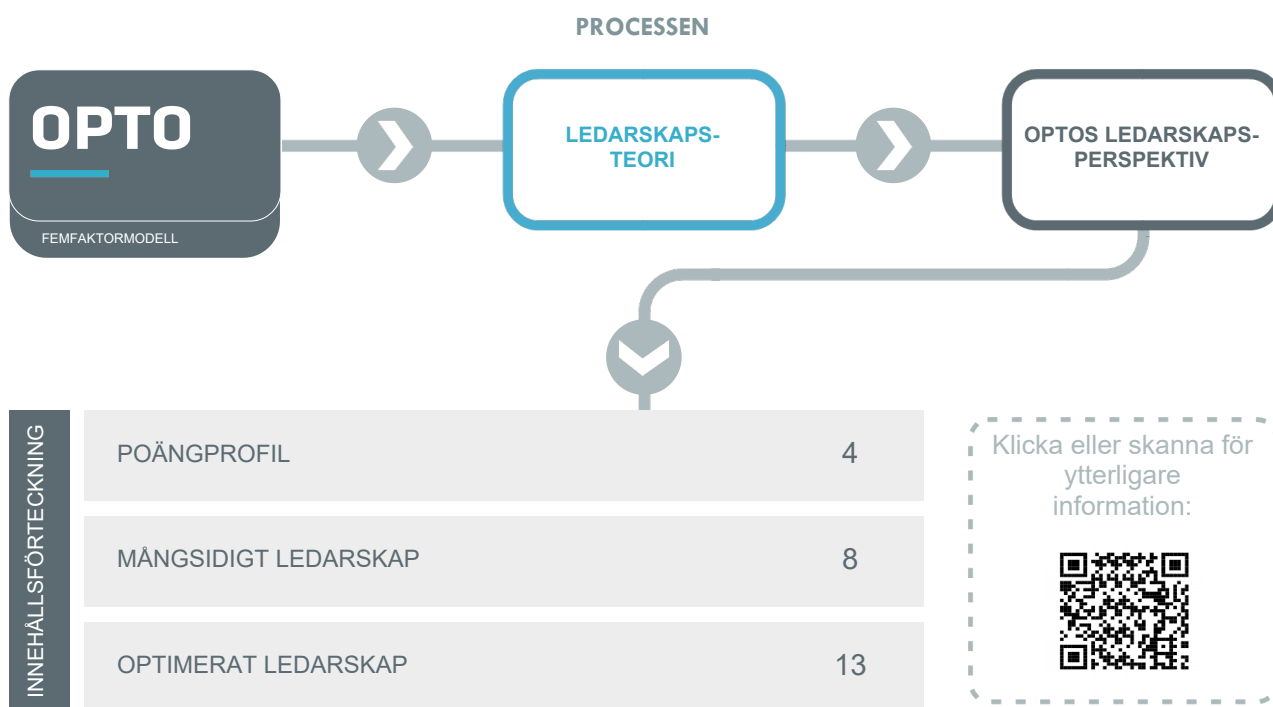 PROCESSEN
OPTO
FEMFAKTORMODELL
LEDARSKAPS-
TEORI
OPTOS LEDARSKAPS-
PERSPEKTIV
INNEHÅLLSFÖRTECKNING
POÄNGPROFIL 4
MÅNGSIDIGT LEDARSKAP 8
OPTIMERAT LEDARSKAP 13
Klicka eller skanna för
ytterligare
information: